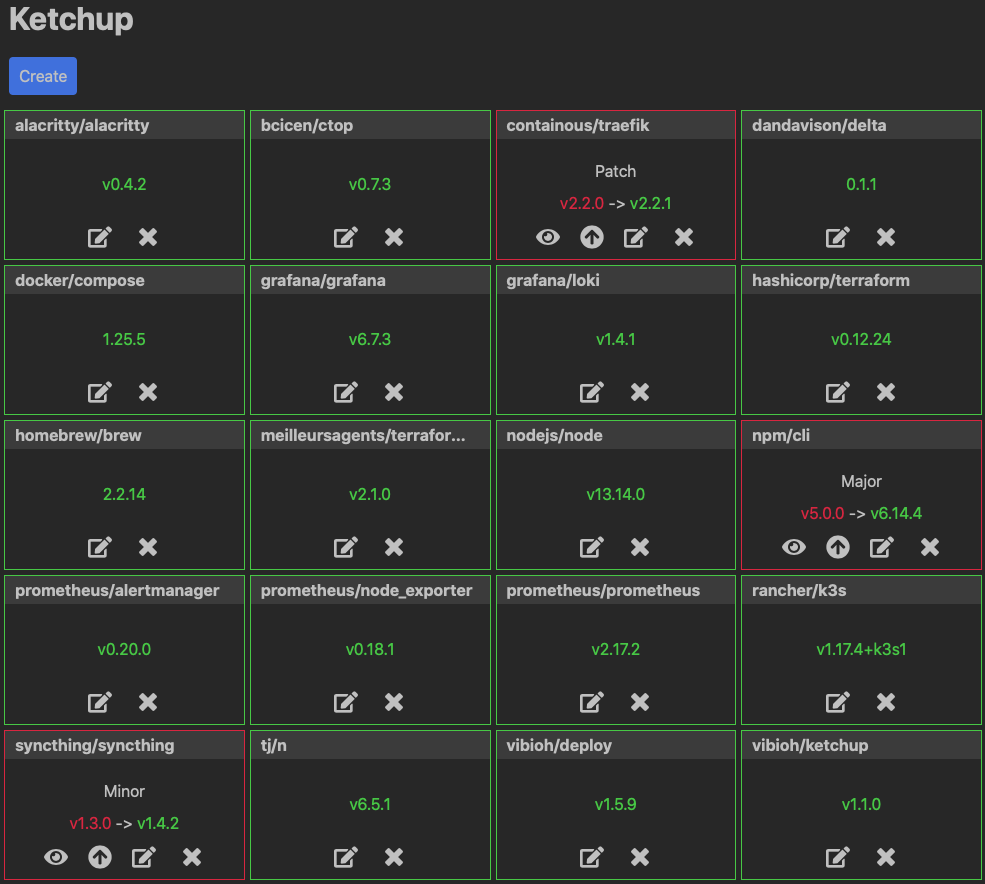 Ketchup
Create
alacritty/alacritty
v0.4.2
bcicen/ctop
v0.7.3
containous/traefik
Patch
v2.2.0 -> v2.2.1
dandavison/delta
0.1.1
docker/compose
1.25.5
grafana/grafana
v6.7.3
grafana/loki
v1.4.1
hashicorp/terraform
v0.12.24
homebrew/brew
2.2.14
meilleursagents/terrafor...
v2.1.0
nodejs/node
v13.14.0
npm/cli
Major
v5.0.0 -> v6.14.4
prometheus/alertmanager
v0.20.0
prometheus/node_exporter
v0.18.1
prometheus/prometheus
v2.17.2
rancher/k3s
v1.17.4+k3s1
syncthing/syncthing
Minor
v1.3.0 -> v1.4.2
tj/n
v6.5.1
vibioh/deploy
v1.5.9
vibioh/ketchup
v1.1.0